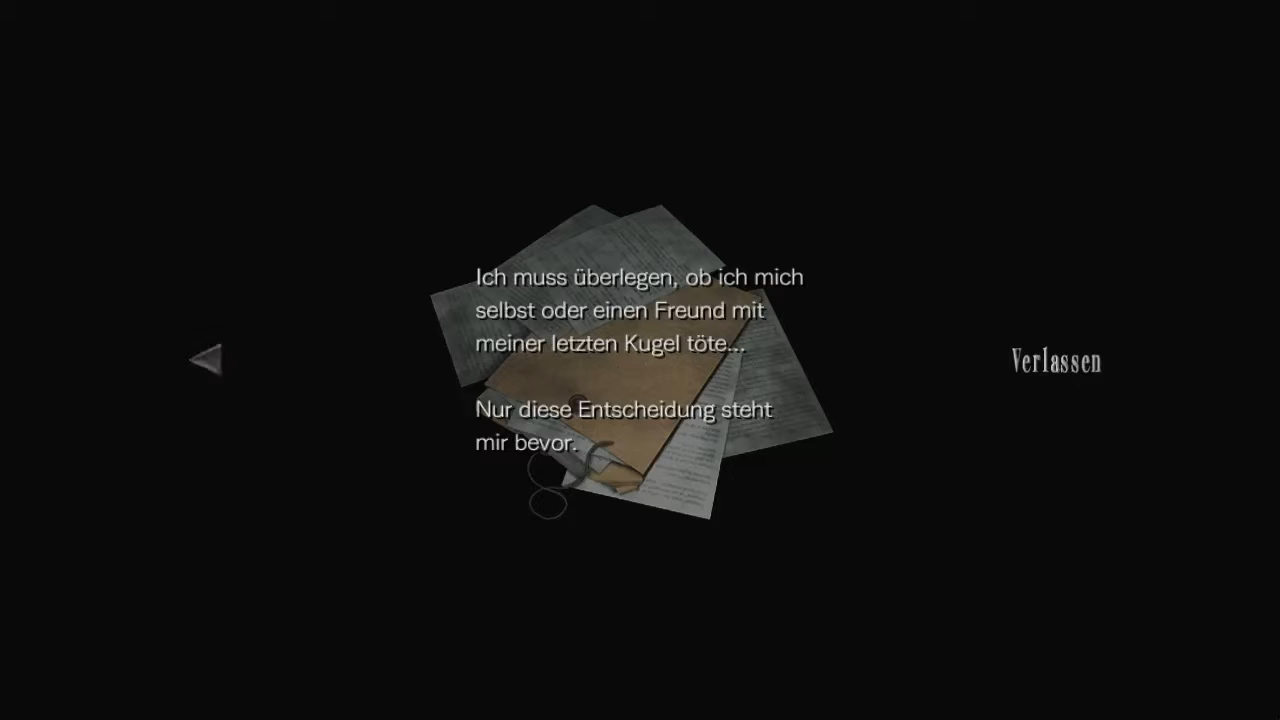 Ich muss überlegen, ob ich mich
selbst oder einen Freund mit
meiner letzten Kugel töte...
Nur diese Entscheidung steht
mir bevor.
Verlassen